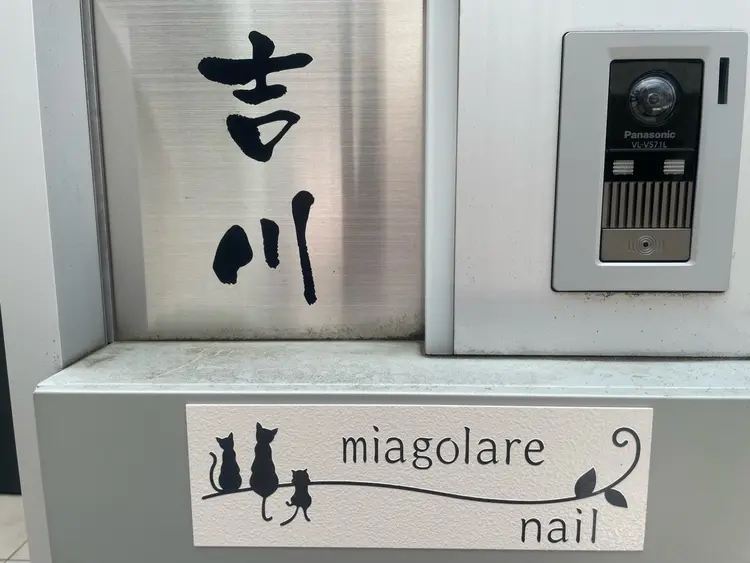 吉川
Panasonic
VL-V571L
miagolare
nail